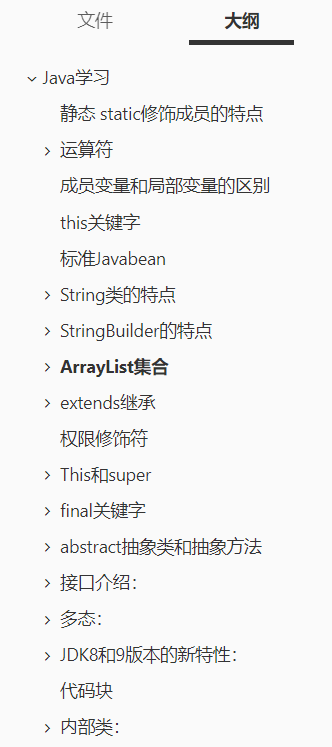 文件 大纲
Java学习
静态 static修饰成员的特点
运算符
成员变量和局部变量的区别
this关键字
标准Javabean
String类的特点
StringBuilder的特点
ArrayList集合
extends继承
权限修饰符
This和super
final关键字
abstract抽象类和抽象方法
接口介绍：
多态：
JDK8和9版本的新特性：
代码块
内部类：